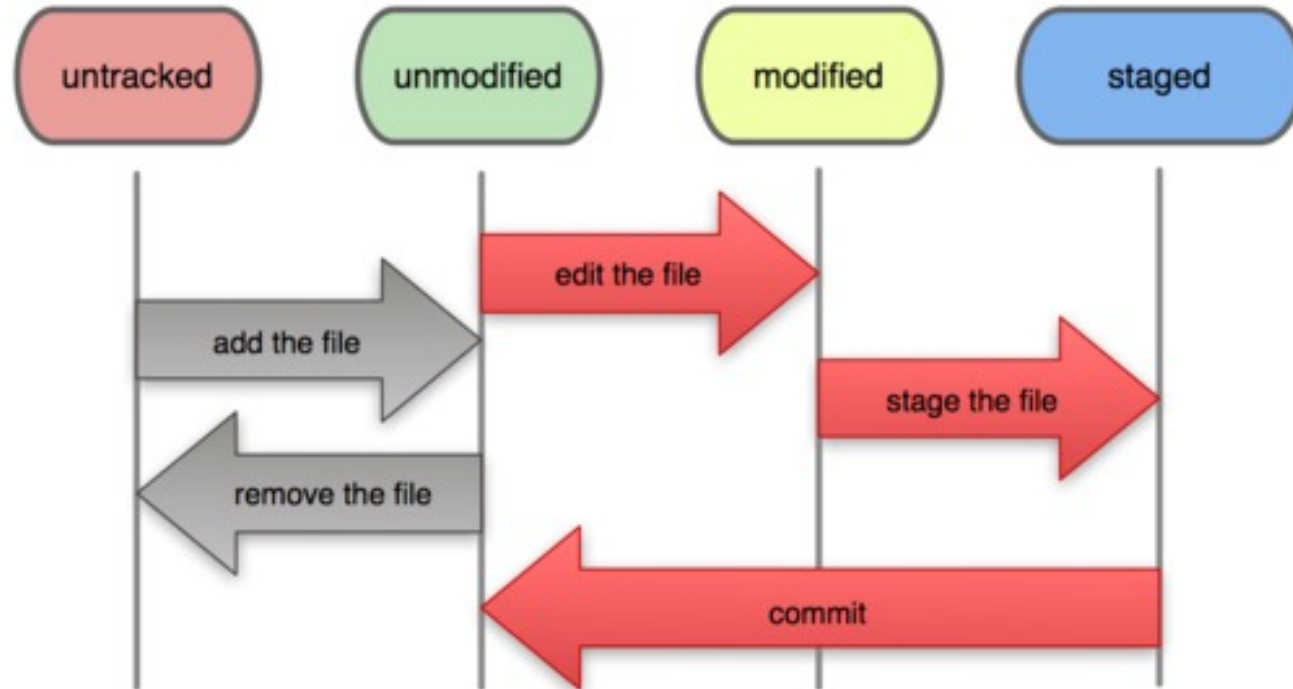 untracked
unmodified
modified
staged
edit the file
add the file
stage the file
remove the file
commit